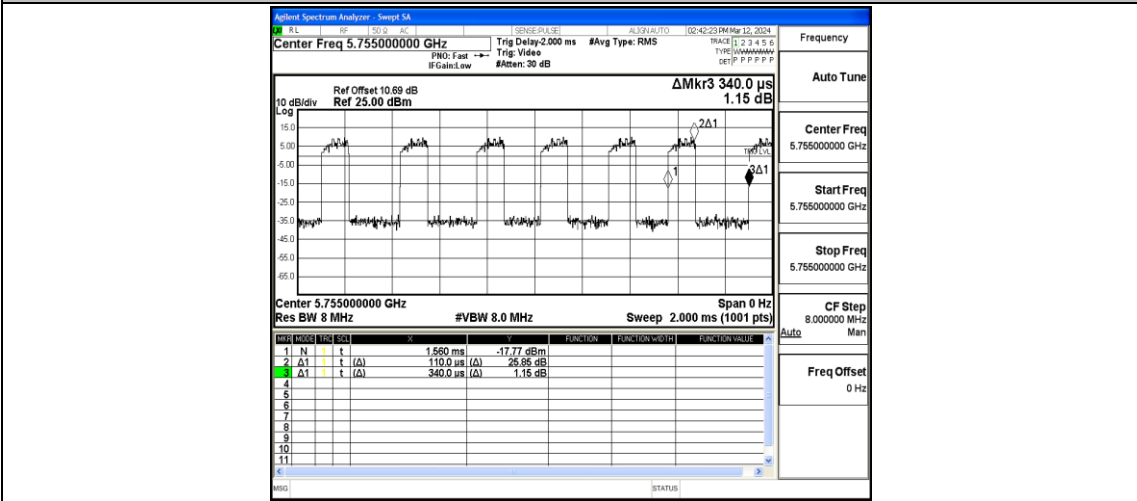 Agilent Spectrum Analyzer - Swept SA
RL RF 50 Ω AC SENSE:PULSE ALIGN AUTO 02:42:23 PM Mar 12, 2024
Center Freq 5.755000000 GHz
PNO: Fast
IFGain:Low
Trig Delay-2.000 ms
Trig: Video
#Atten: 30 dB
#Avg Type: RMS
TRACE 1 2 3 4 5 6
TYPE
DET P P P P P P
ΔMkr3 340.0 µs
1.15 dB
Ref Offset 10.69 dB
10 dB/div Ref 25.00 dBm
Log
15.0
5.00
-5.00
-15.0
-25.0
-35.0
-45.0
-55.0
-65.0
2Δ1
TRIG LVL
1
3Δ1
Center 5.755000000 GHz Span 0 Hz
Res BW 8 MHz #VBW 8.0 MHz Sweep 2.000 ms (1001 pts)
MKR MODE TRC SCL X Y FUNCTION FUNCTION WIDTH FUNCTION VALUE
1 N 1 t 1.560 ms -17.77 dBm
2 Δ1 1 t (Δ) 110.0 µs (Δ) 25.85 dB
3 Δ1 1 t (Δ) 340.0 µs (Δ) 1.15 dB
4
5
6
7
8
9
10
11
MSG STATUS
Frequency
Auto Tune
Center Freq
5.755000000 GHz
Start Freq
5.755000000 GHz
Stop Freq
5.755000000 GHz
CF Step
8.000000 MHz
Auto Man
Freq Offset
0 Hz